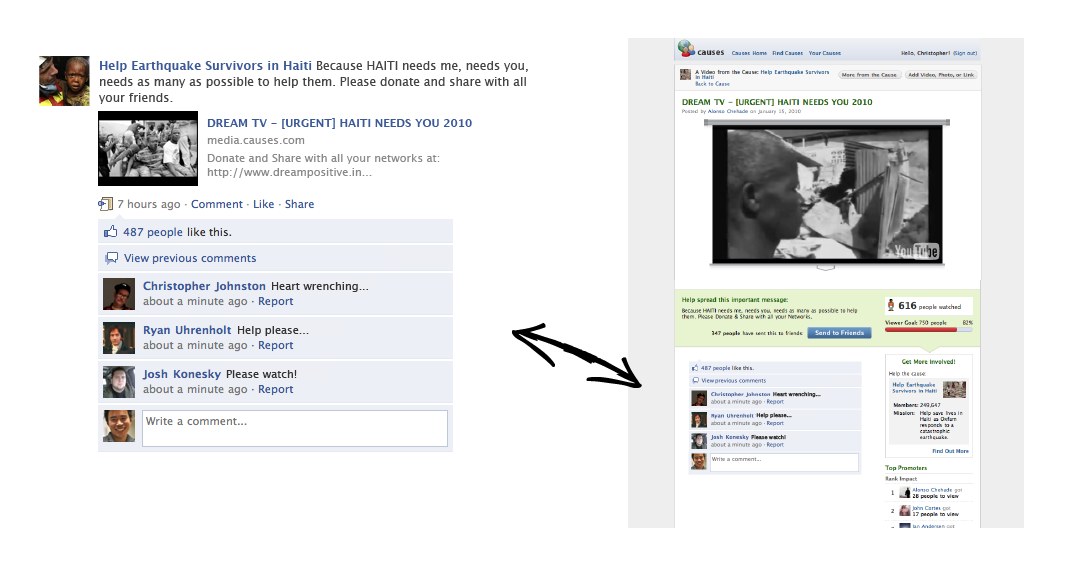 Help Earthquake Survivors in Haiti Because HAITI needs me, needs you,
needs as many as possible to help them. Please donate and share with all
your friends.
DREAM TV – [URGENT] HAITI NEEDS YOU 2010
media.causes.com
Donate and Share with all your networks at:
http://www.dreampositive.in...
7 hours ago · Comment · Like · Share
487 people like this.
View previous comments
Christopher Johnston Heart wrenching...
about a minute ago · Report
Ryan Uhrenholt Help please...
about a minute ago · Report
Josh Konesky Please watch!
about a minute ago · Report
Write a comment...
causes Causes Home Find Causes Your Causes Hello, Christopher! (Sign out)
A Video from the Cause: Help Earthquake Survivors
in Haiti
Back to Cause
More from the Cause Add Video, Photo, or Link
DREAM TV – [URGENT] HAITI NEEDS YOU 2010
Posted by Alonso Chehade on January 15, 2010
YouTube
Help spread this important message:
Because HAITI needs me, needs you, needs as many as possible to help
them. Please Donate & Share with all your Networks.
347 people have sent this to friends: Send to Friends
616 people watched
Viewer Goal: 750 people 82%
487 people like this.
View previous comments
Christopher Johnston Heart wrenching...
about a minute ago · Report
Ryan Uhrenholt Help please...
about a minute ago · Report
Josh Konesky Please watch!
about a minute ago · Report
Write a comment...
Get More Involved!
Help the cause:
Help Earthquake
Survivors in Haiti
Members: 249,647
Mission: Help save lives in
Haiti as Oxfam
responds to a
catastrophic
earthquake.
Find Out More
Top Promoters
Rank Impact
1 Alonso Chehade got
28 people to view
2 John Cortes got
17 people to view
Jan Andersen got